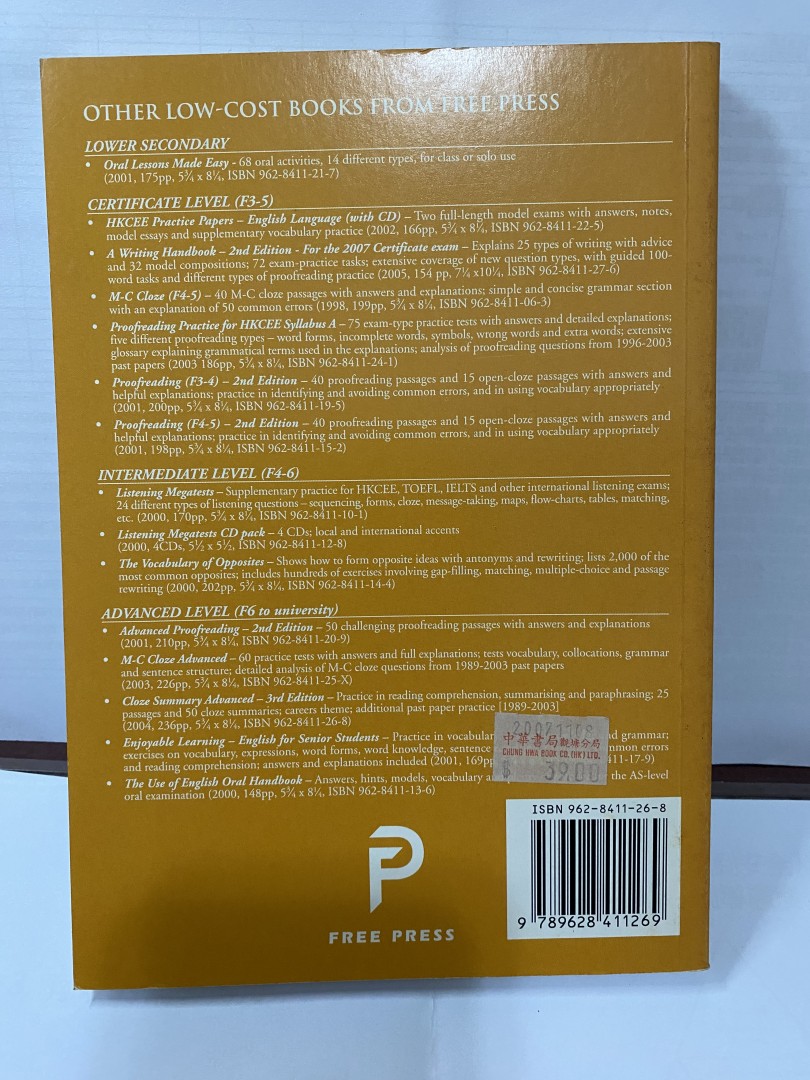 OTHER LOW-COST BOOKS FROM FREE PRESS
LOWER SECONDARY
• Oral Lessons Made Easy - 68 oral activities, 14 different types, for class or solo use
(2001, 175pp, 5¾ x 8¼, ISBN 962-8411-21-7)
CERTIFICATE LEVEL (F3-5)
• HKCEE Practice Papers – English Language (with CD) – Two full-length model exams with answers, notes,
model essays and supplementary vocabulary practice (2002, 166pp, 5¾ x 8¼, ISBN 962-8411-22-5)
• A Writing Handbook – 2nd Edition - For the 2007 Certificate exam – Explains 25 types of writing with advice
and 32 model compositions; 72 exam-practice tasks; extensive coverage of new question types, with guided 100-
word tasks and different types of proofreading practice (2005, 154 pp, 7¼ x10¼, ISBN 962-8411-27-6)
• M-C Cloze (F4-5) – 40 M-C cloze passages with answers and explanations; simple and concise grammar section
with an explanation of 50 common errors (1998, 199pp, 5¾ x 8¼, ISBN 962-8411-06-3)
• Proofreading Practice for HKCEE Syllabus A – 75 exam-type practice tests with answers and detailed explanations;
five different proofreading types – word forms, incomplete words, symbols, wrong words and extra words; extensive
glossary explaining grammatical terms used in the explanations; analysis of proofreading questions from 1996-2003
past papers (2003 186pp, 5¾ x 8¼, ISBN 962-8411-24-1)
• Proofreading (F3-4) – 2nd Edition – 40 proofreading passages and 15 open-cloze passages with answers and
helpful explanations; practice in identifying and avoiding common errors, and in using vocabulary appropriately
(2001, 200pp, 5¾ x 8¼, ISBN 962-8411-19-5)
• Proofreading (F4-5) – 2nd Edition – 40 proofreading passages and 15 open-cloze passages with answers and
helpful explanations; practice in identifying and avoiding common errors, and in using vocabulary appropriately
(2001, 198pp, 5¾ x 8¼, ISBN 962-8411-15-2)
INTERMEDIATE LEVEL (F4-6)
• Listening Megatests – Supplementary practice for HKCEE, TOEFL, IELTS and other international listening exams;
24 different types of listening questions – sequencing, forms, cloze, message-taking, maps, flow-charts, tables, matching,
etc. (2000, 170pp, 5¾ x 8¼, ISBN 962-8411-10-1)
• Listening Megatests CD pack – 4 CDs; local and international accents
(2000, 4CDs, 5½ x 5½, ISBN 962-8411-12-8)
• The Vocabulary of Opposites – Shows how to form opposite ideas with antonyms and rewriting; lists 2,000 of the
most common opposites; includes hundreds of exercises involving gap-filling, matching, multiple-choice and passage
rewriting (2000, 202pp, 5¾ x 8¼, ISBN 962-8411-14-4)
ADVANCED LEVEL (F6 to university)
• Advanced Proofreading – 2nd Edition – 50 challenging proofreading passages with answers and explanations
(2001, 210pp, 5¾ x 8¼, ISBN 962-8411-20-9)
• M-C Cloze Advanced – 60 practice tests with answers and full explanations; tests vocabulary, collocations, grammar
and sentence structure; detailed analysis of M-C cloze questions from 1989-2003 past papers
(2003, 226pp, 5¾ x 8¼, ISBN 962-8411-25-X)
• Cloze Summary Advanced – 3rd Edition – Practice in reading comprehension, summarising and paraphrasing; 25
passages and 50 cloze summaries; careers theme; additional past paper practice [1989-2003]
(2004, 236pp, 5¾ x 8¼, ISBN 962-8411-26-8)
• Enjoyable Learning – English for Senior Students – Practice in vocabular d grammar;
exercises on vocabulary, expressions, word forms, word knowledge, sentence mmon errors
and reading comprehension; answers and explanations included (2001, 169pp 411-17-9)
• The Use of English Oral Handbook – Answers, hints, models, vocabulary a the AS-level
oral examination (2000, 148pp, 5¾ x 8¼, ISBN 962-8411-13-6)
中華書局觀塘分局
CHUNG HWA BOOK CO. (HK) LTD.
$ 39.00
ISBN 962-8411-26-8
9 789628 411269
FREE PRESS